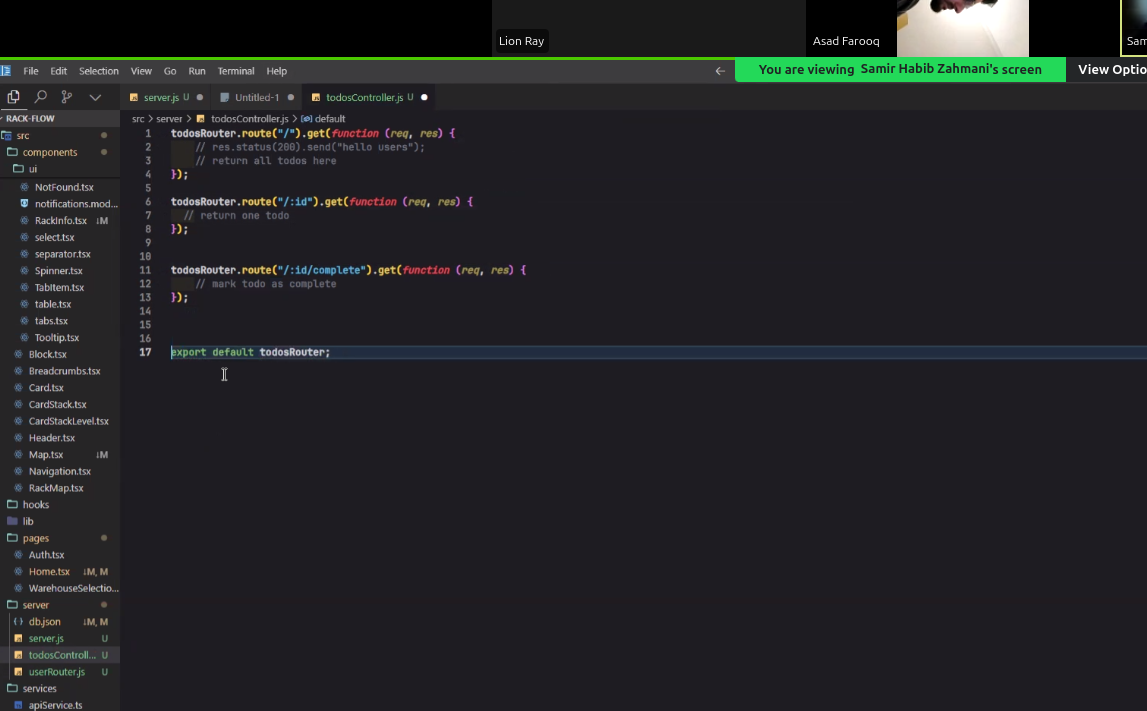 Lion Ray
Asad Farooq
Sam
File Edit Selection View Go Run Terminal Help
You are viewing Samir Habib Zahmani's screen
View Optio
server.js U
Untitled-1
todosController.js U
RACK-FLOW
src > server > todosController.js > default
src
components
ui
NotFound.tsx
notifications.mod...
RackInfo.tsx ↓M
select.tsx
separator.tsx
Spinner.tsx
TabItem.tsx
table.tsx
tabs.tsx
Tooltip.tsx
Block.tsx
Breadcrumbs.tsx
Card.tsx
CardStack.tsx
CardStackLevel.tsx
Header.tsx
Map.tsx ↓M
Navigation.tsx
RackMap.tsx
hooks
lib
pages
Auth.tsx
Home.tsx ↓M, M
WarehouseSelectio...
server
db.json ↓M, M
server.js U
todosControll... U
userRouter.js U
services
apiService.ts
1 todosRouter.route("/").get(function (req, res) {
2 // res.status(200).send("hello users");
3 // return all todos here
4 });
5
6 todosRouter.route("/:id").get(function (req, res) {
7 // return one todo
8 });
9
10
11 todosRouter.route("/:id/complete").get(function (req, res) {
12 // mark todo as complete
13 });
14
15
16
17 export default todosRouter;